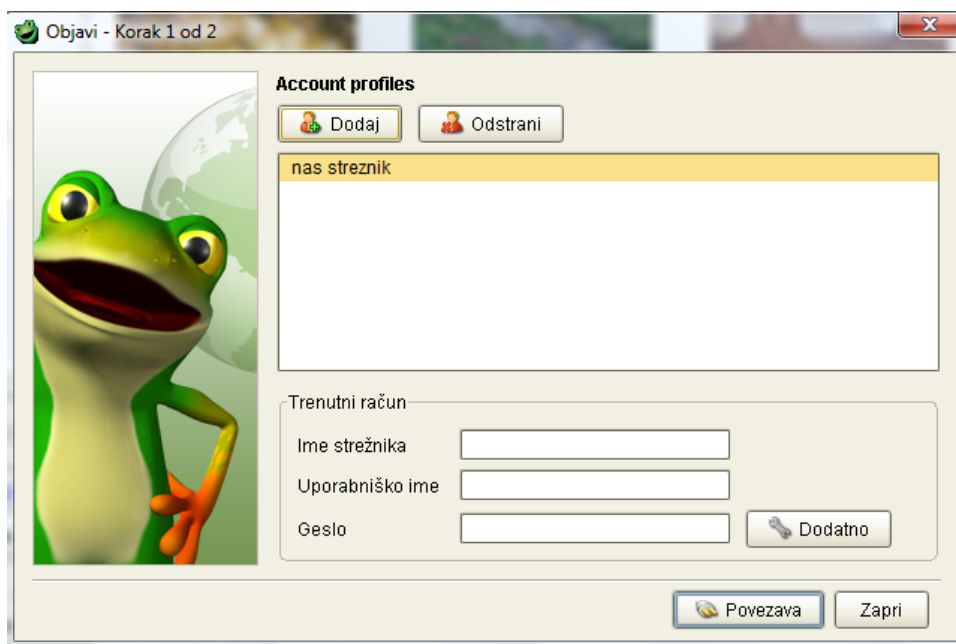 Objavi - Korak 1 od 2
Account profiles
Dodaj
Odstrani
nas streznik
Trenutni račun
Ime strežnika
Uporabniško ime
Geslo
Dodatno
Povezava
Zapri